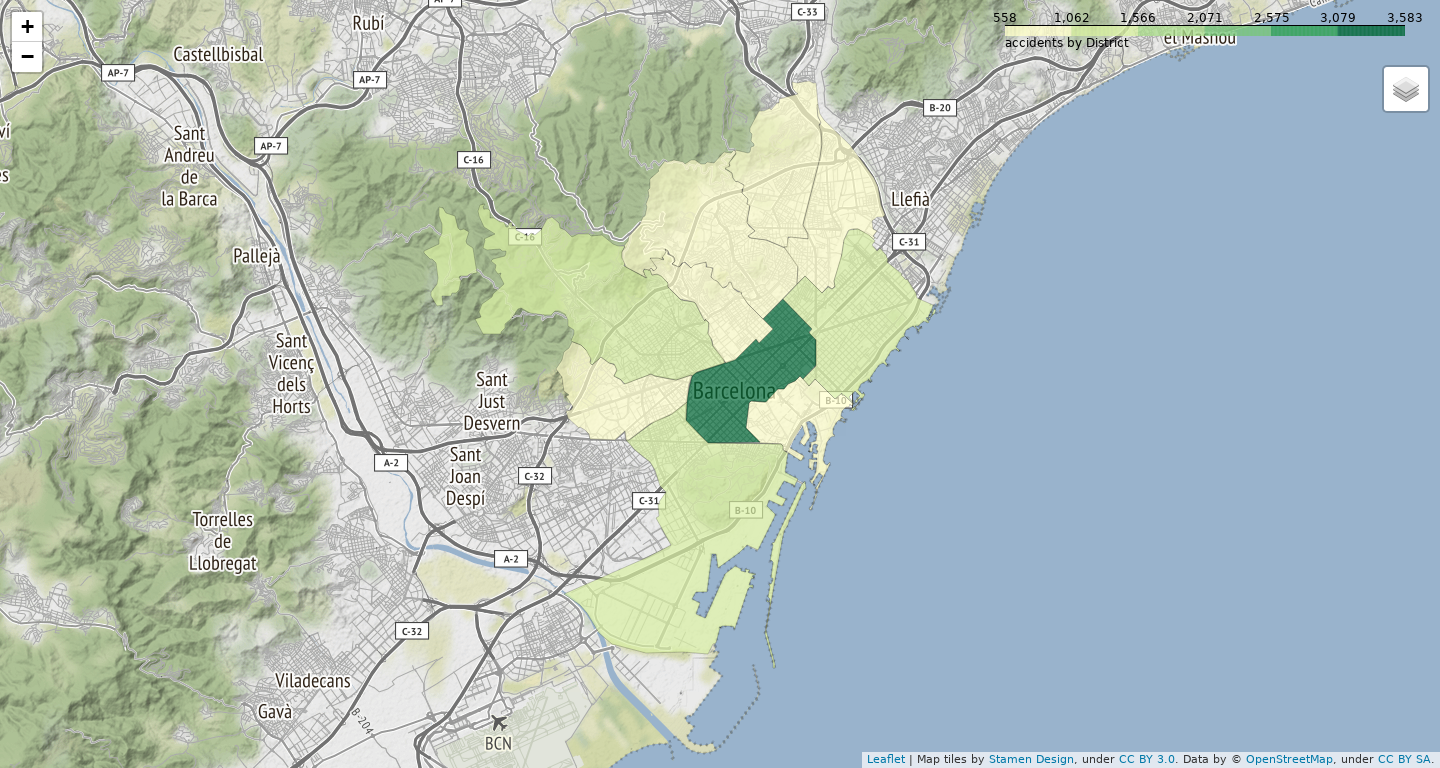 +
−
AP-7
C-33
558 1,062 1,566 2,071 2,575 3,079 3,583
accidents by District
Rubí
Castellbisbal
el Masnou
AP-7
AP-7
B-20
Sant
Andreu
de
la Barca
AP-7
C-16
Llefià
C-16
C-31
Pallejà
Sant
Vicenç
dels
Horts
Sant
Just
Desvern
Barcelona
B-10
A-2
Sant
Joan
Despí
C-32
C-31
B-10
Torrelles
de
Llobregat
A-2
C-32
Viladecans
Gavà
B-204
BCN
Leaflet | Map tiles by Stamen Design, under CC BY 3.0. Data by © OpenStreetMap, under CC BY SA.